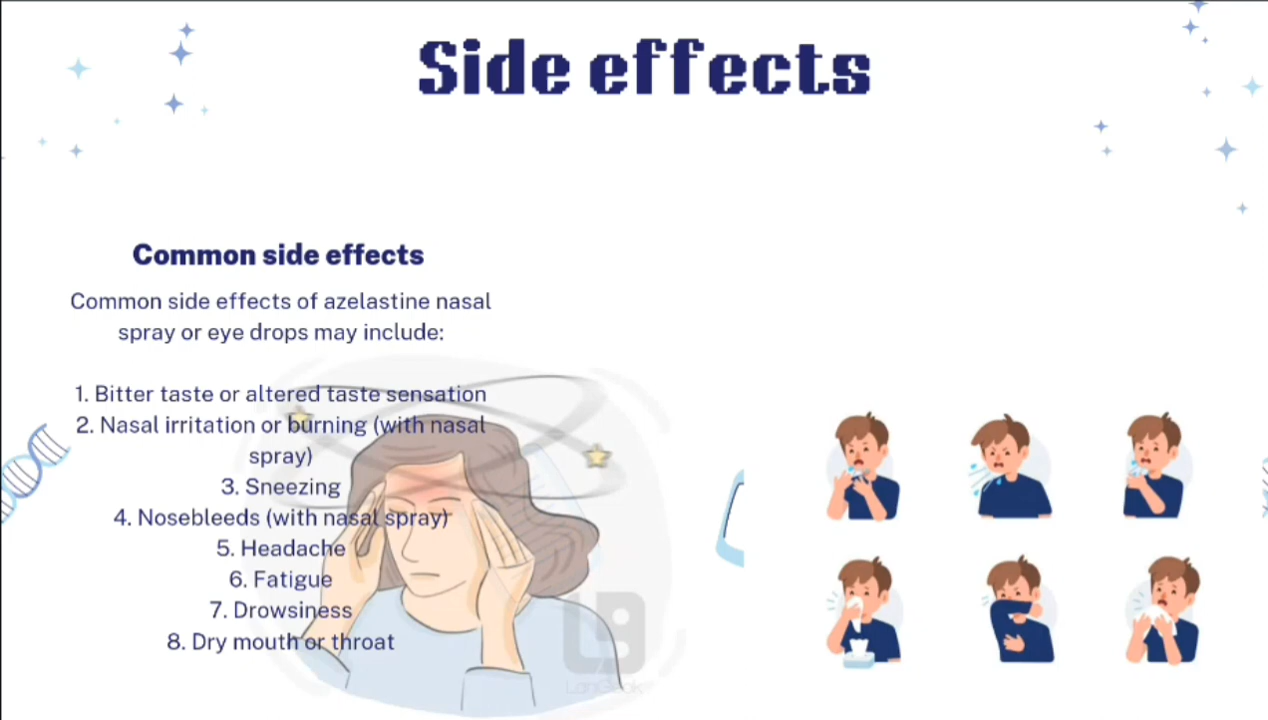 Side effects
Common side effects
Common side effects of azelastine nasal
spray or eye drops may include:
1. Bitter taste or altered taste sensation
2. Nasal irritation or burning (with nasal
spray)
3. Sneezing
4. Nosebleeds (with nasal spray)
5. Headache
6. Fatigue
7. Drowsiness
8. Dry mouth or throat
LanGeek